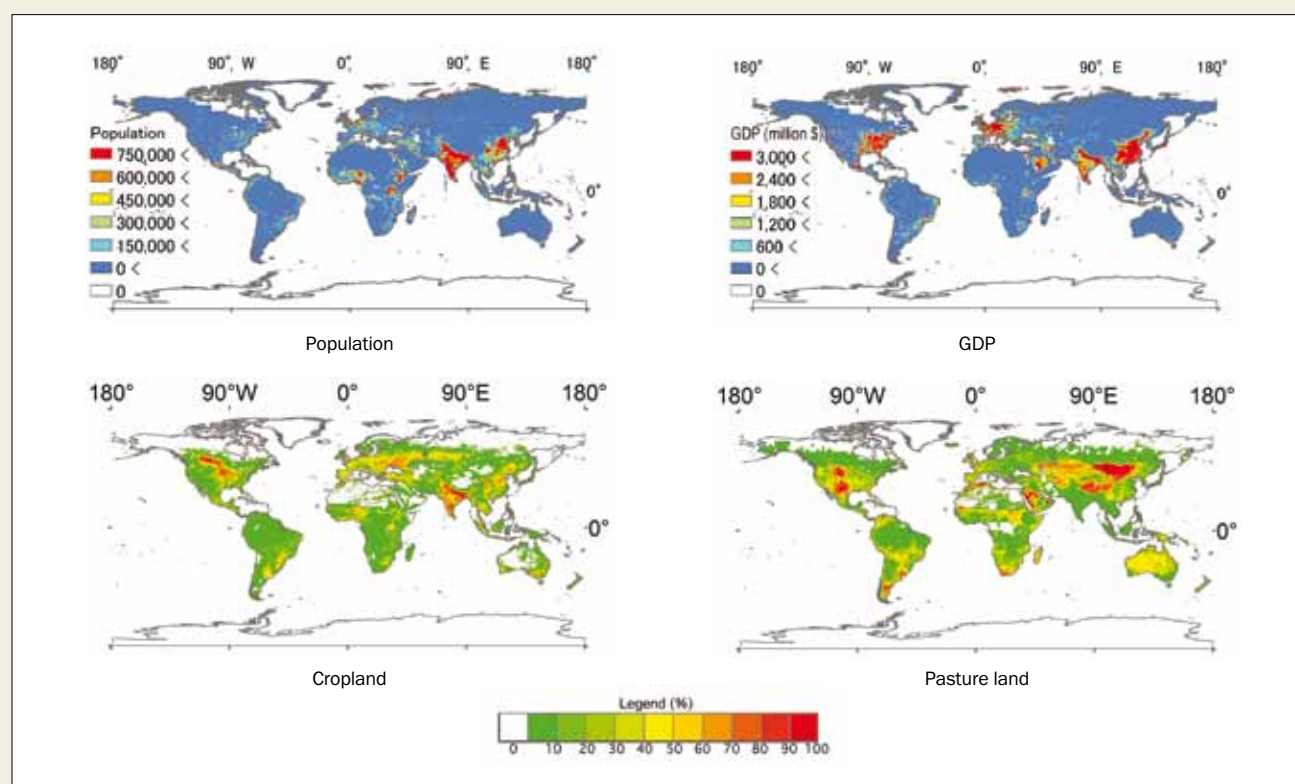 180° 90°, W 0°, 90°, E 180°
Population
750,000 <
600,000 <
450,000 <
300,000 <
150,000 <
0 <
0
0°
Population
180° 90°, W 0°, 90°, E 180°
GDP (million $)
3,000 <
2,400 <
1,800 <
1,200 <
600 <
0 <
0
0°
GDP
180° 90°W 0° 90°E 180°
0°
Cropland
180° 90°W 0° 90°E 180°
0°
Pasture land
Legend (%)
0 10 20 30 40 50 60 70 80 90 100